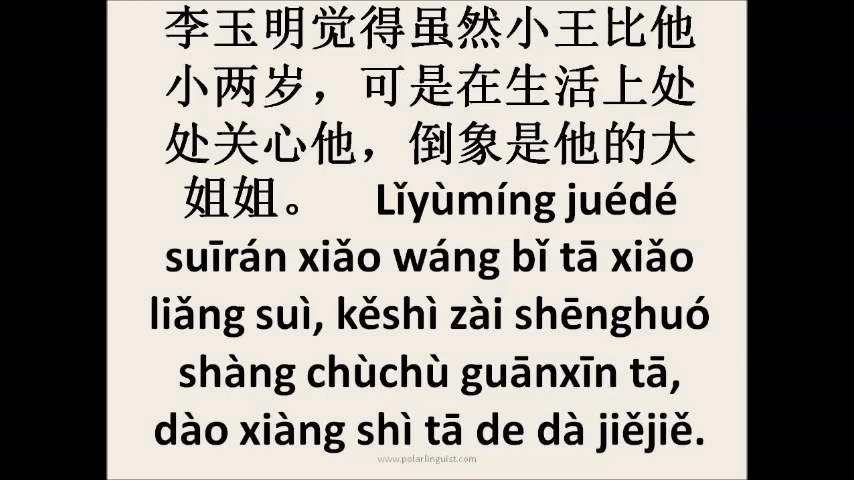 李玉明觉得虽然小王比他
小两岁，可是在生活上处
处关心他，倒象是他的大
姐姐。 Lǐyùmíng juédé
suīrán xiǎo wáng bǐ tā xiǎo
liǎng suì, kěshì zài shēnghuó
shàng chùchù guānxīn tā,
dào xiàng shì tā de dà jiějiě.
www.polarlinguist.com